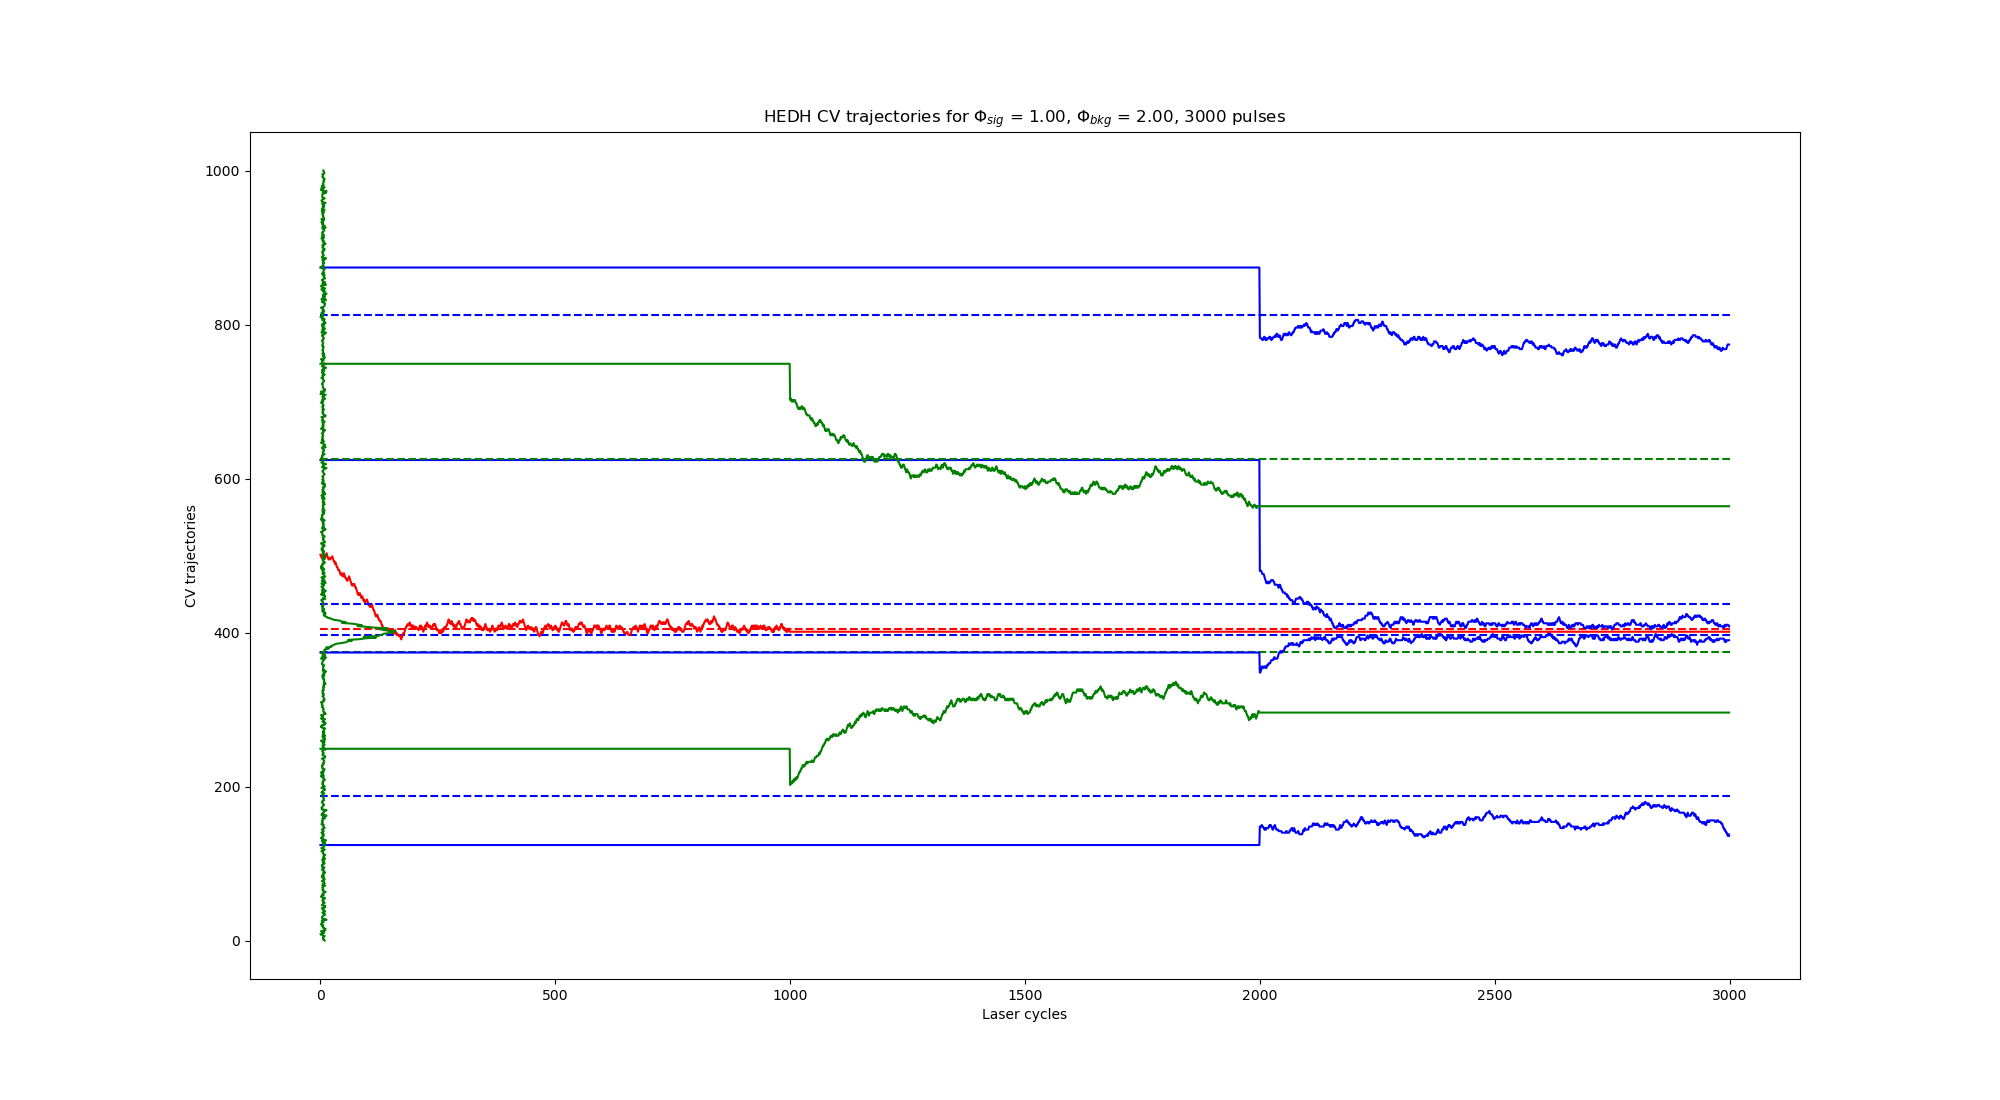 HEDH CV trajectories for Φsig = 1.00, Φbkg = 2.00, 3000 pulses
1000
800
600
400
200
0
CV trajectories
0 500 1000 1500 2000 2500 3000
Laser cycles